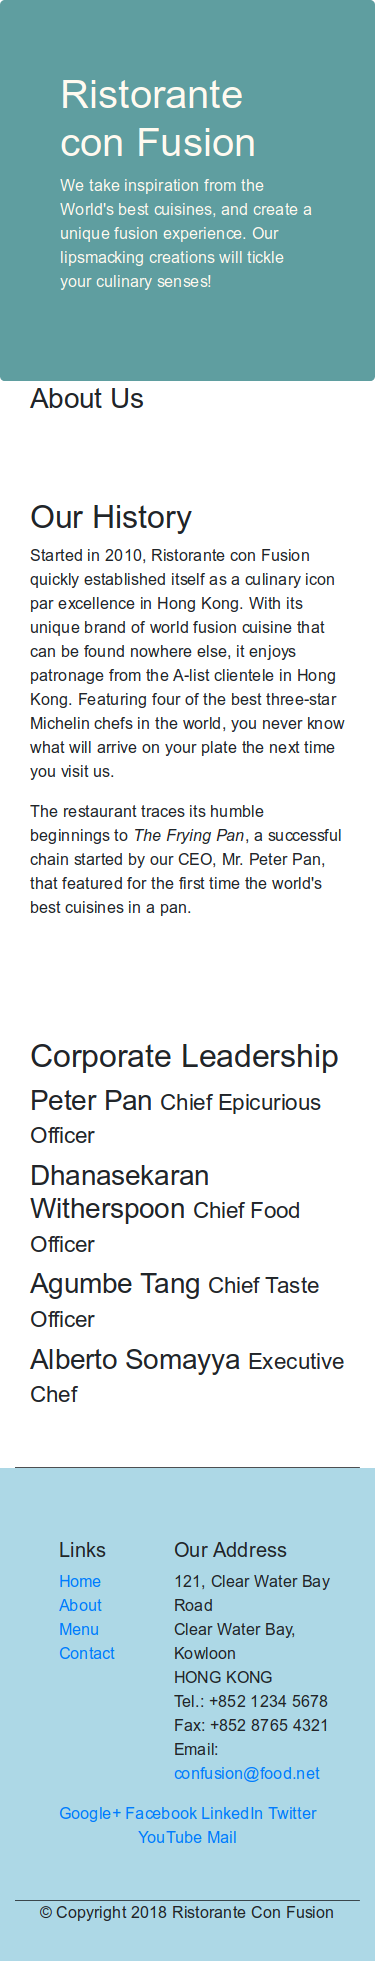 Ristorante
con Fusion
We take inspiration from the
World's best cuisines, and create a
unique fusion experience. Our
lipsmacking creations will tickle
your culinary senses!
About Us
Our History
Started in 2010, Ristorante con Fusion
quickly established itself as a culinary icon
par excellence in Hong Kong. With its
unique brand of world fusion cuisine that
can be found nowhere else, it enjoys
patronage from the A-list clientele in Hong
Kong. Featuring four of the best three-star
Michelin chefs in the world, you never know
what will arrive on your plate the next time
you visit us.
The restaurant traces its humble
beginnings to The Frying Pan, a successful
chain started by our CEO, Mr. Peter Pan,
that featured for the first time the world's
best cuisines in a pan.
Corporate Leadership
Peter Pan Chief Epicurious
Officer
Dhanasekaran
Witherspoon Chief Food
Officer
Agumbe Tang Chief Taste
Officer
Alberto Somayya Executive
Chef
Links
Home
About
Menu
Contact
Our Address
121, Clear Water Bay
Road
Clear Water Bay,
Kowloon
HONG KONG
Tel.: +852 1234 5678
Fax: +852 8765 4321
Email:
confusion@food.net
Google+ Facebook LinkedIn Twitter
YouTube Mail
© Copyright 2018 Ristorante Con Fusion